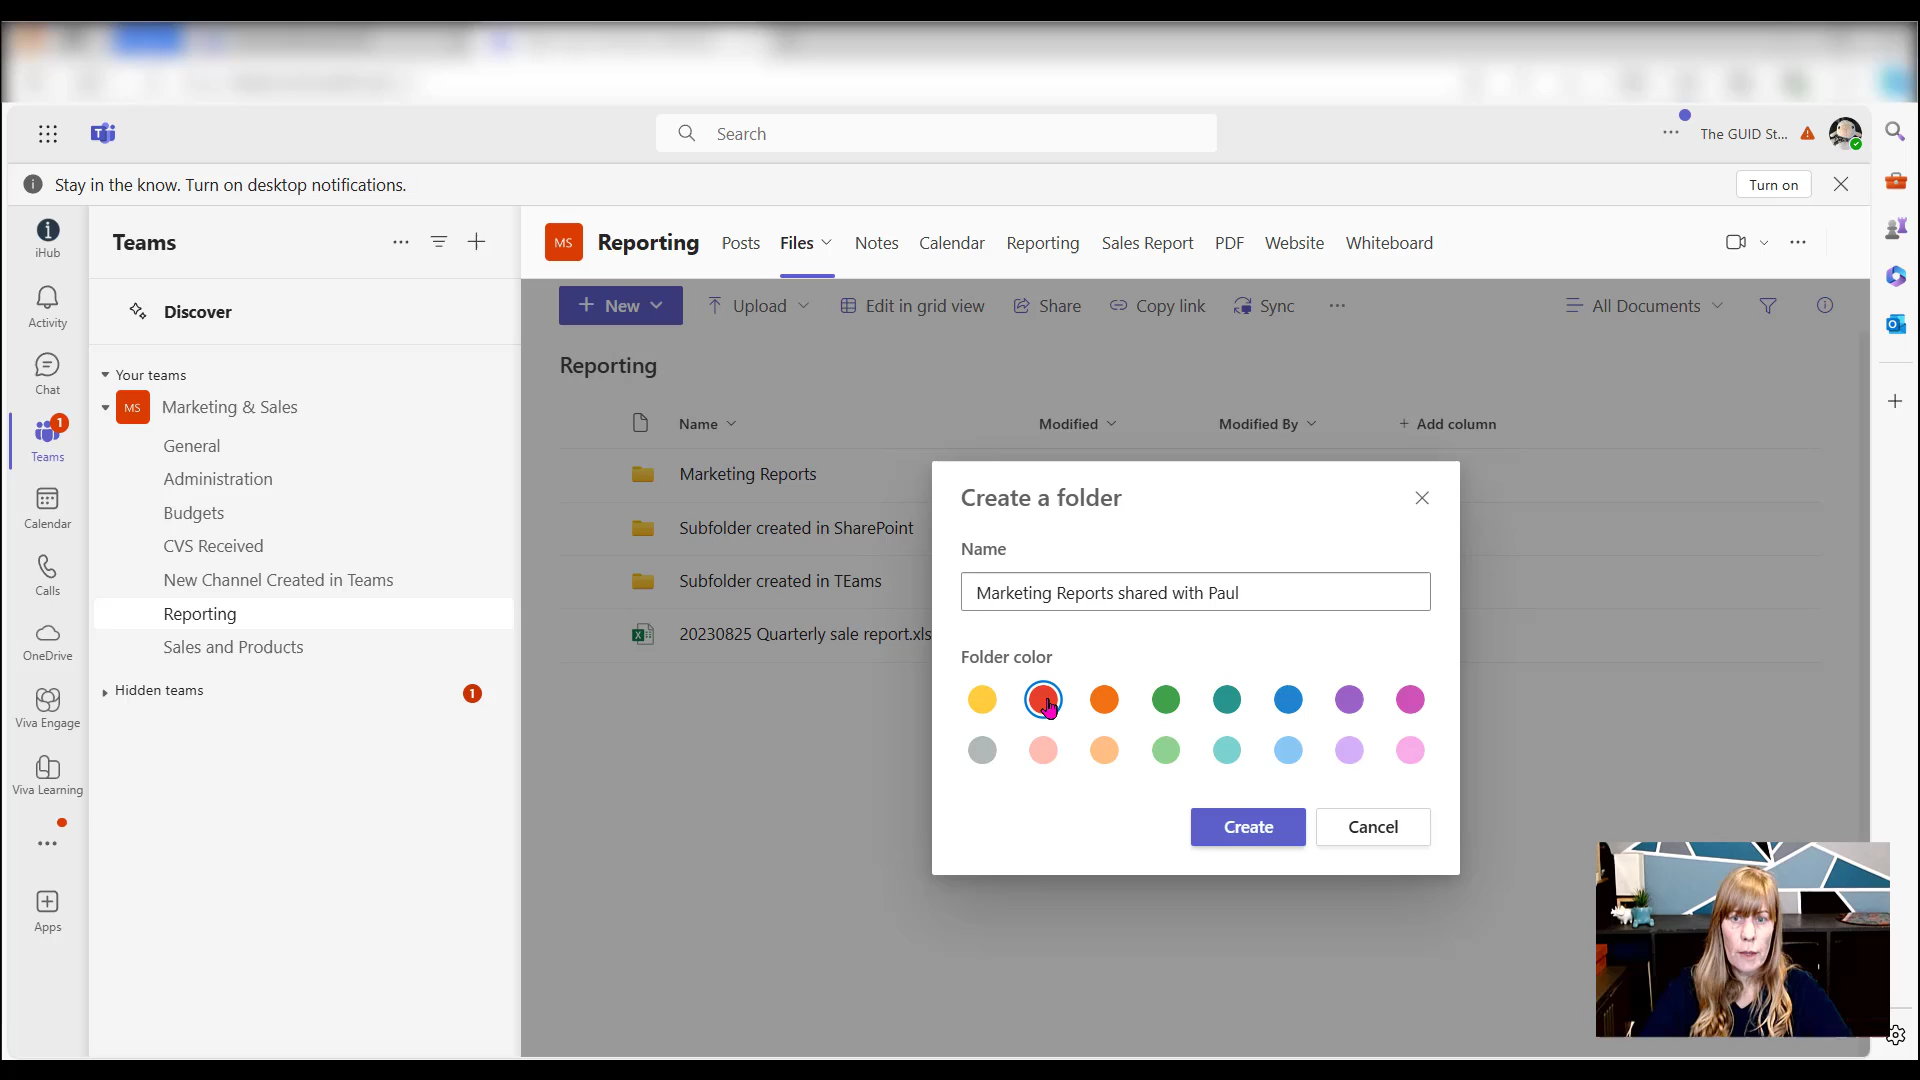 Search
The GUID St...
Stay in the know. Turn on desktop notifications.
Turn on
iHub
Activity
Chat
1
Teams
Calendar
Calls
OneDrive
Viva Engage
Viva Learning
Apps
Teams
Discover
Your teams
MS Marketing & Sales
General
Administration
Budgets
CVS Received
New Channel Created in Teams
Reporting
Sales and Products
Hidden teams 1
MS Reporting Posts Files Notes Calendar Reporting Sales Report PDF Website Whiteboard
New Upload Edit in grid view Share Copy link Sync All Documents
Reporting
Name Modified Modified By + Add column
Marketing Reports
Subfolder created in SharePoint
Subfolder created in TEams
20230825 Quarterly sale report.xls
Create a folder
Name
Marketing Reports shared with Paul
Folder color
Create Cancel